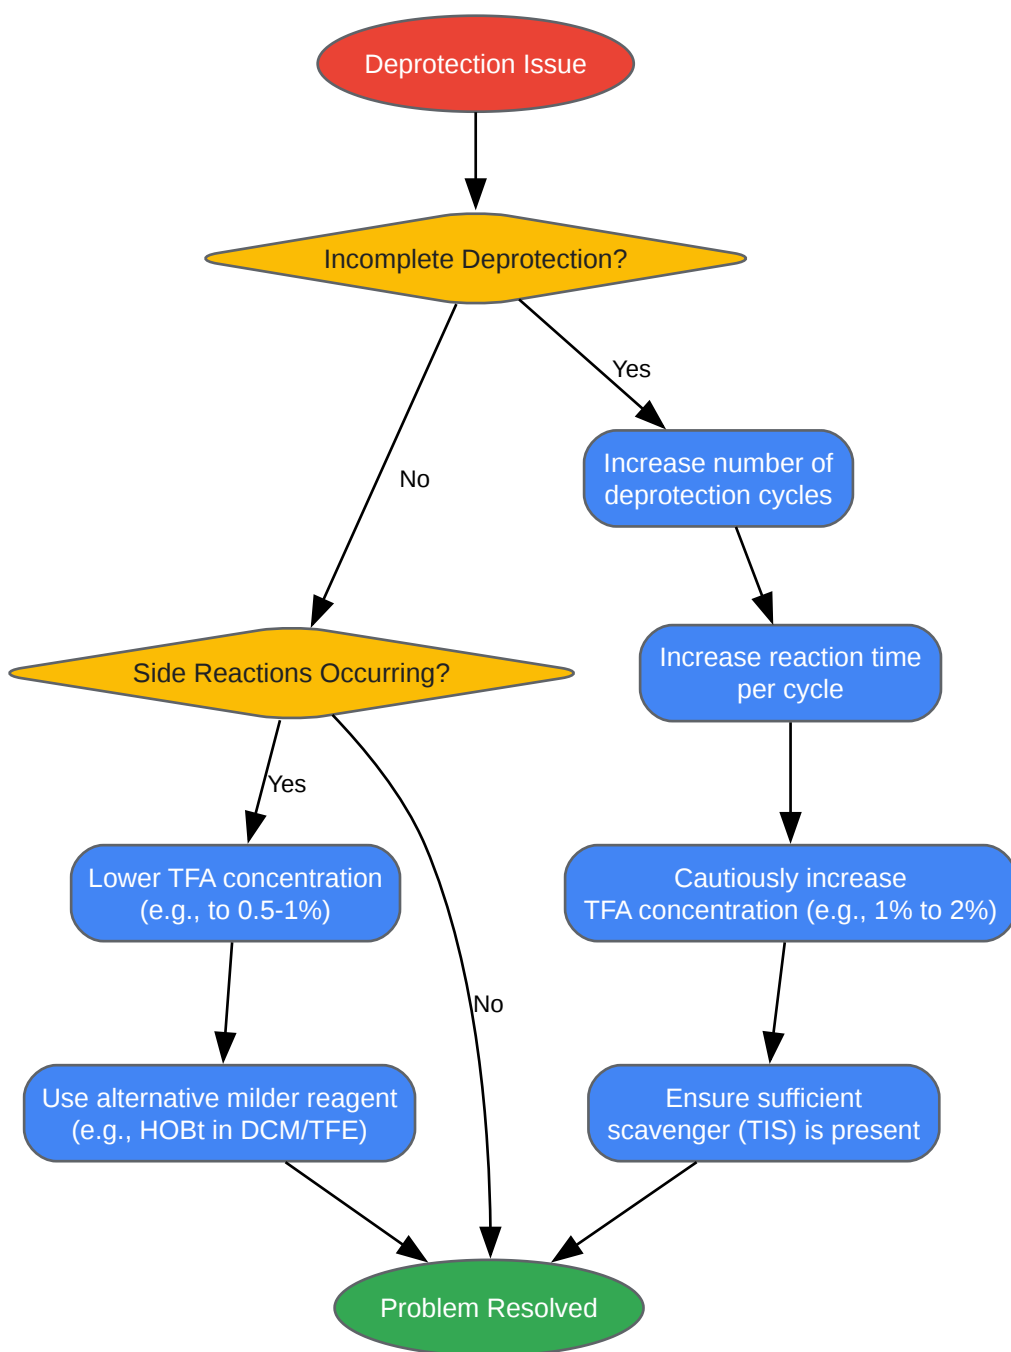 Deprotection Issue
Incomplete Deprotection?
Yes
Increase number of
deprotection cycles
No
Increase reaction time
per cycle
Side Reactions Occurring?
Yes
Lower TFA concentration
(e.g., to 0.5-1%)
Cautiously increase
TFA concentration (e.g., 1% to 2%)
No
Use alternative milder reagent
(e.g., HOBt in DCM/TFE)
Ensure sufficient
scavenger (TIS) is present
Problem Resolved